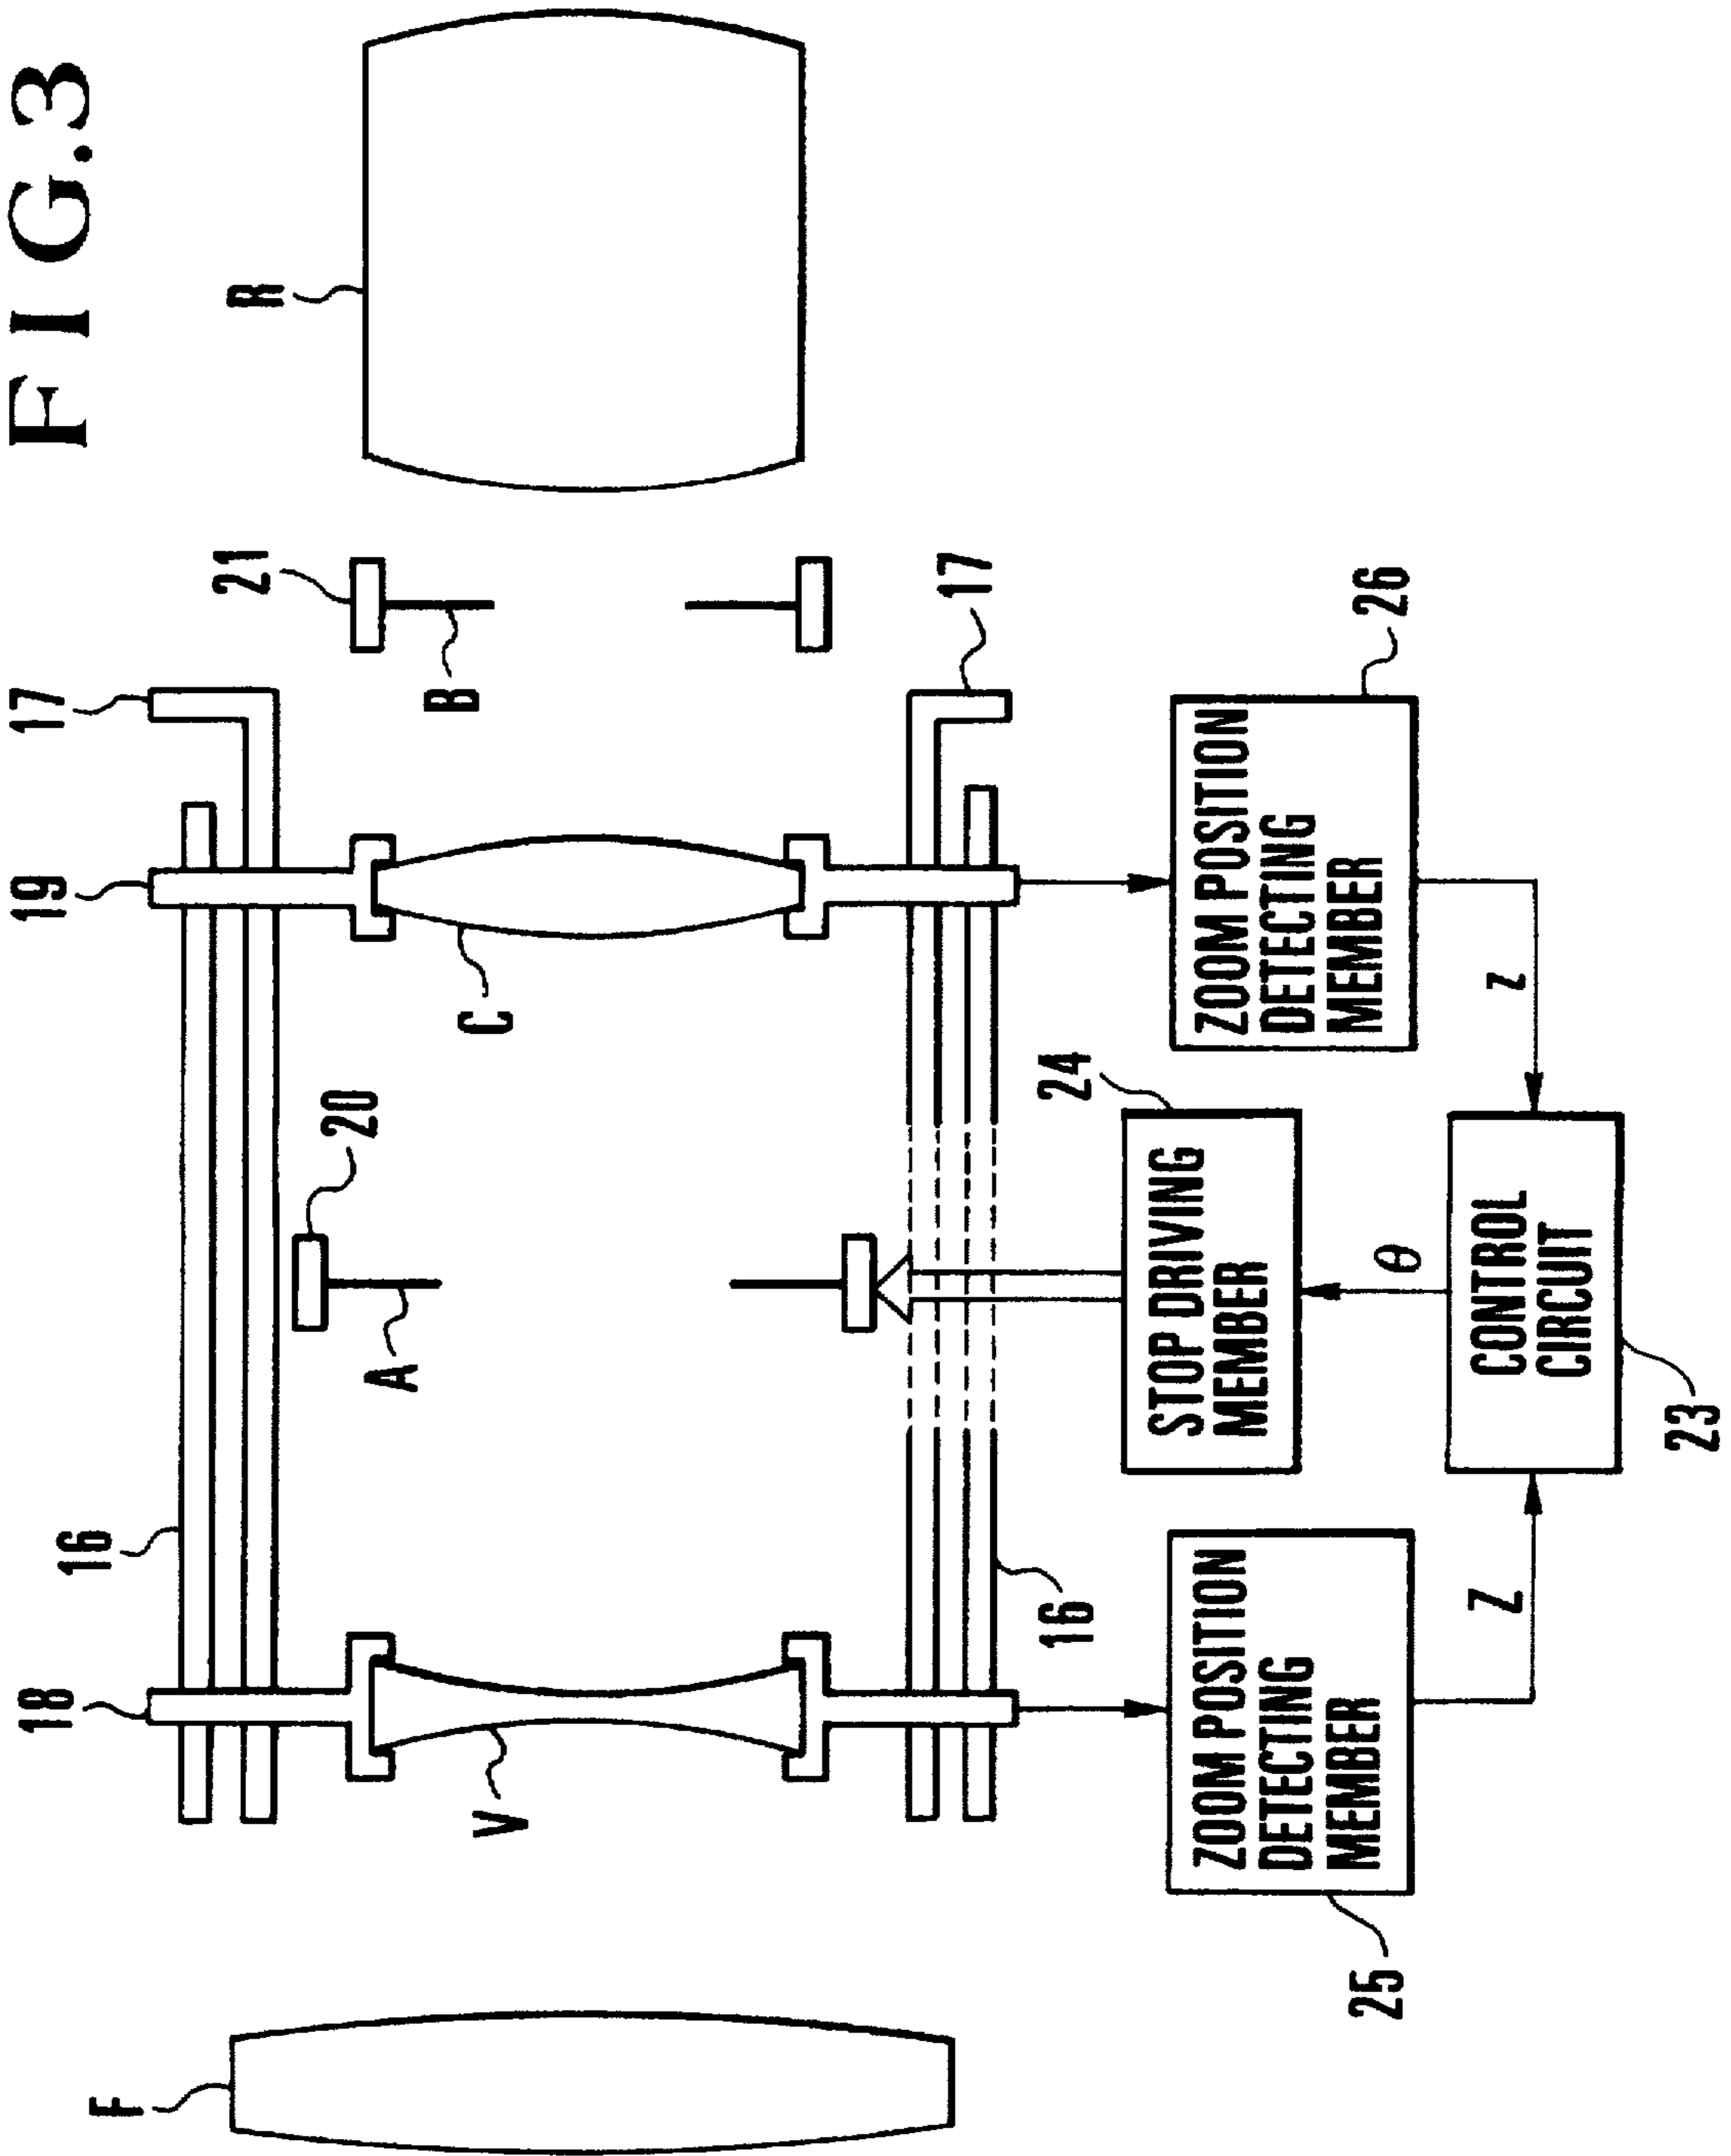 FIG.3
18
19
17
16
F
21
R
20
A
B
C
V
17
16
24
ZOOM POSITION
DETECTING
MEMBER
STOP DRIVING
MEMBER
ZOOM POSITION
DETECTING
MEMBER
25
26
θ
Z
z
CONTROL
CIRCUIT
23